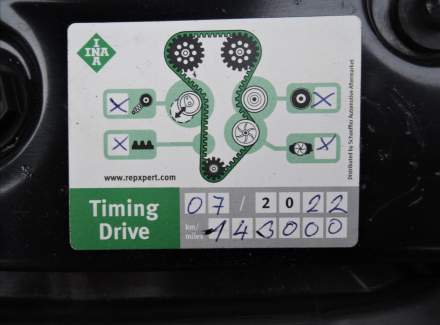 INA
X
X
X
X
Distributed by Schaeffler Automotive Aftermarket
www.repxpert.com
Timing Drive
07 / 2022
km/miles 143000